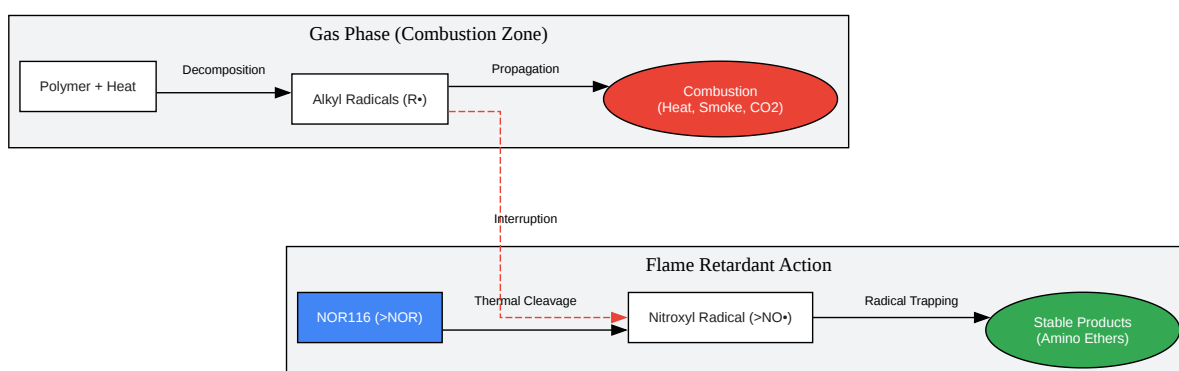 Gas Phase (Combustion Zone)
Polymer + Heat
Decomposition
Alkyl Radicals (R•)
Propagation
Combustion
(Heat, Smoke, CO2)
Interruption
Flame Retardant Action
NOR116 (>NOR)
Thermal Cleavage
Nitroxyl Radical (>NO•)
Radical Trapping
Stable Products
(Amino Ethers)